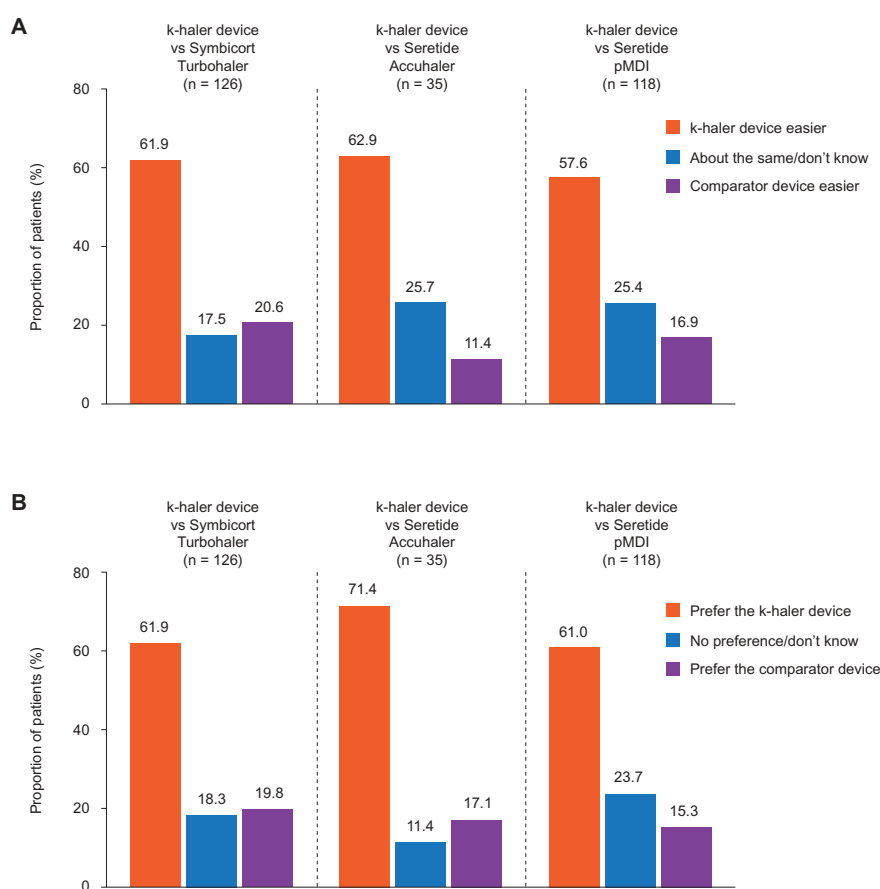 A
k-haler device
vs Symbicort
Turbohaler
(n = 126)
k-haler device
vs Seretide
Accuhaler
(n = 35)
k-haler device
vs Seretide
pMDI
(n = 118)
Proportion of patients (%)
80
60
40
20
0
61.9
17.5
20.6
62.9
25.7
11.4
57.6
25.4
16.9
k-haler device easier
About the same/don’t know
Comparator device easier
B
k-haler device
vs Symbicort
Turbohaler
(n = 126)
k-haler device
vs Seretide
Accuhaler
(n = 35)
k-haler device
vs Seretide
pMDI
(n = 118)
Proportion of patients (%)
80
60
40
20
0
61.9
18.3
19.8
71.4
11.4
17.1
61.0
23.7
15.3
Prefer the k-haler device
No preference/don’t know
Prefer the comparator device